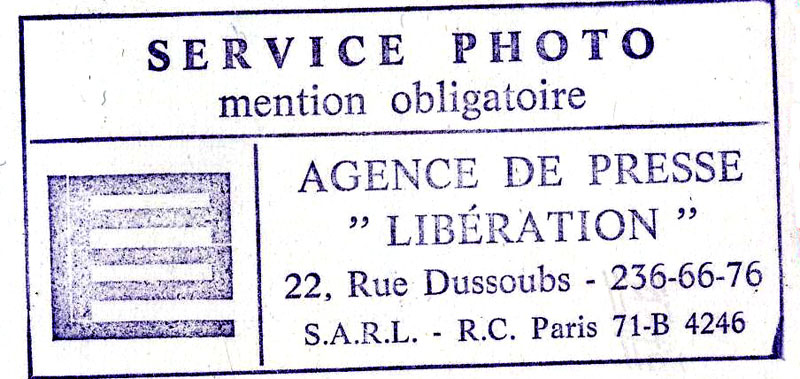 SERVICE PHOTO
mention obligatoire
AGENCE DE PRESSE
” LIBÉRATION ”
22, Rue Dussoubs - 236-66-76
S.A.R.L. - R.C. Paris 71-B 4246